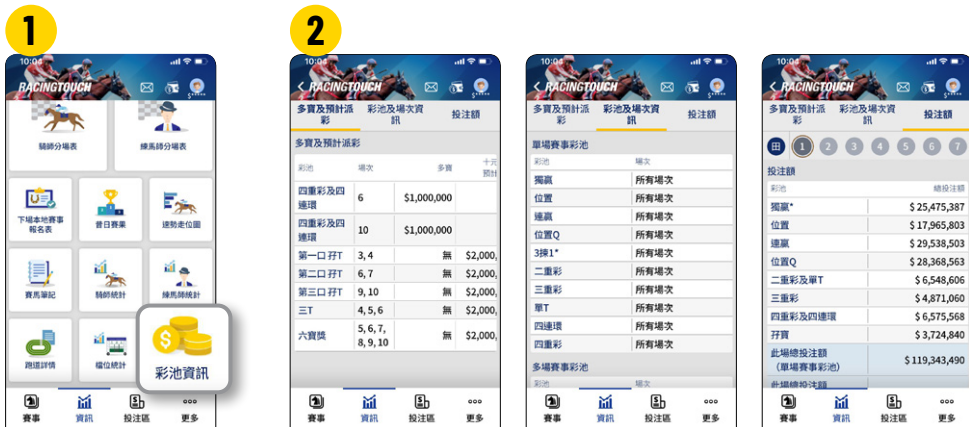 1
2
10:04
RACINGTOUCH
騎師分場表
練馬師分場表
下場本地賽事
報名表
昔日賽果
速勢走位圖
賽馬筆記
騎師統計
練馬師統計
跑道詳情
檔位統計
彩池資訊
賽事
資訊
投注區
更多
10:04
RACINGTOUCH
多寶及預計派
彩
彩池及場次資
訊
投注額
多寶及預計派彩
彩池 場次 多寶 十元
預計
四重彩及四
連環 6 $1,000,000
四重彩及四
連環 10 $1,000,000
第一口孖T 3, 4 無 $2,000,
第二口孖T 6, 7 無 $2,000,
第三口孖T 9, 10 無 $2,000,
三T 4, 5, 6 無 $2,000,
六寶獎 5, 6, 7,
8, 9, 10 無 $2,000,
賽事
資訊
投注區
更多
10:04
RACINGTOUCH
多寶及預計派
彩
彩池及場次資
訊
投注額
單場賽事彩池
彩池 場次
獨贏 所有場次
位置 所有場次
連贏 所有場次
位置Q 所有場次
3揀1* 所有場次
二重彩 所有場次
三重彩 所有場次
單T 所有場次
四連環 所有場次
四重彩 所有場次
多場賽事彩池
彩池 場次
賽事
資訊
投注區
更多
10:04
RACINGTOUCH
多寶及預計派
彩
彩池及場次資
訊
投注額
田 1 2 3 4 5 6 7
投注額
彩池 總投注額
獨贏* $ 25,475,387
位置 $ 17,965,803
連贏 $ 29,538,503
位置Q $ 28,368,563
二重彩及單T $ 6,548,606
三重彩 $ 4,871,060
四重彩及四連環 $ 6,575,568
孖寶 $ 3,724,840
此場總投注額
(單場賽事彩池) $ 119,343,490
此場總投注額
賽事
資訊
投注區
更多